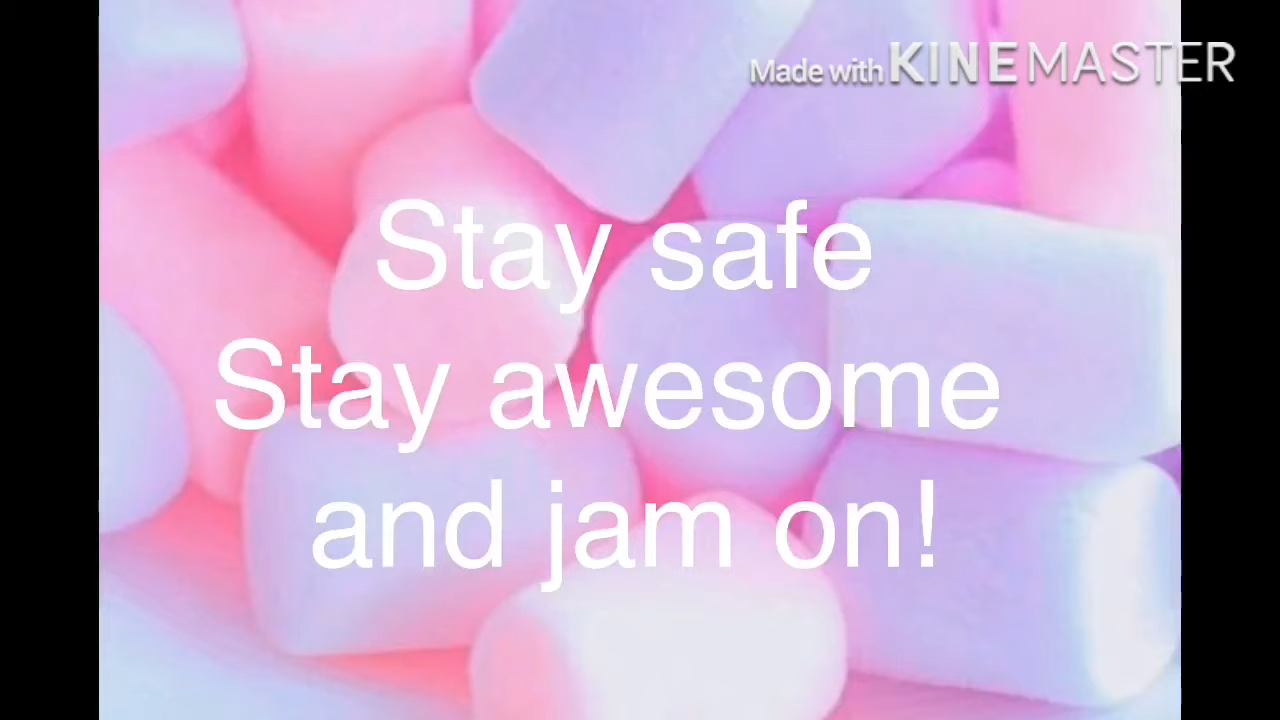 Made with KINEMASTER
Stay safe
Stay awesome
and jam on!